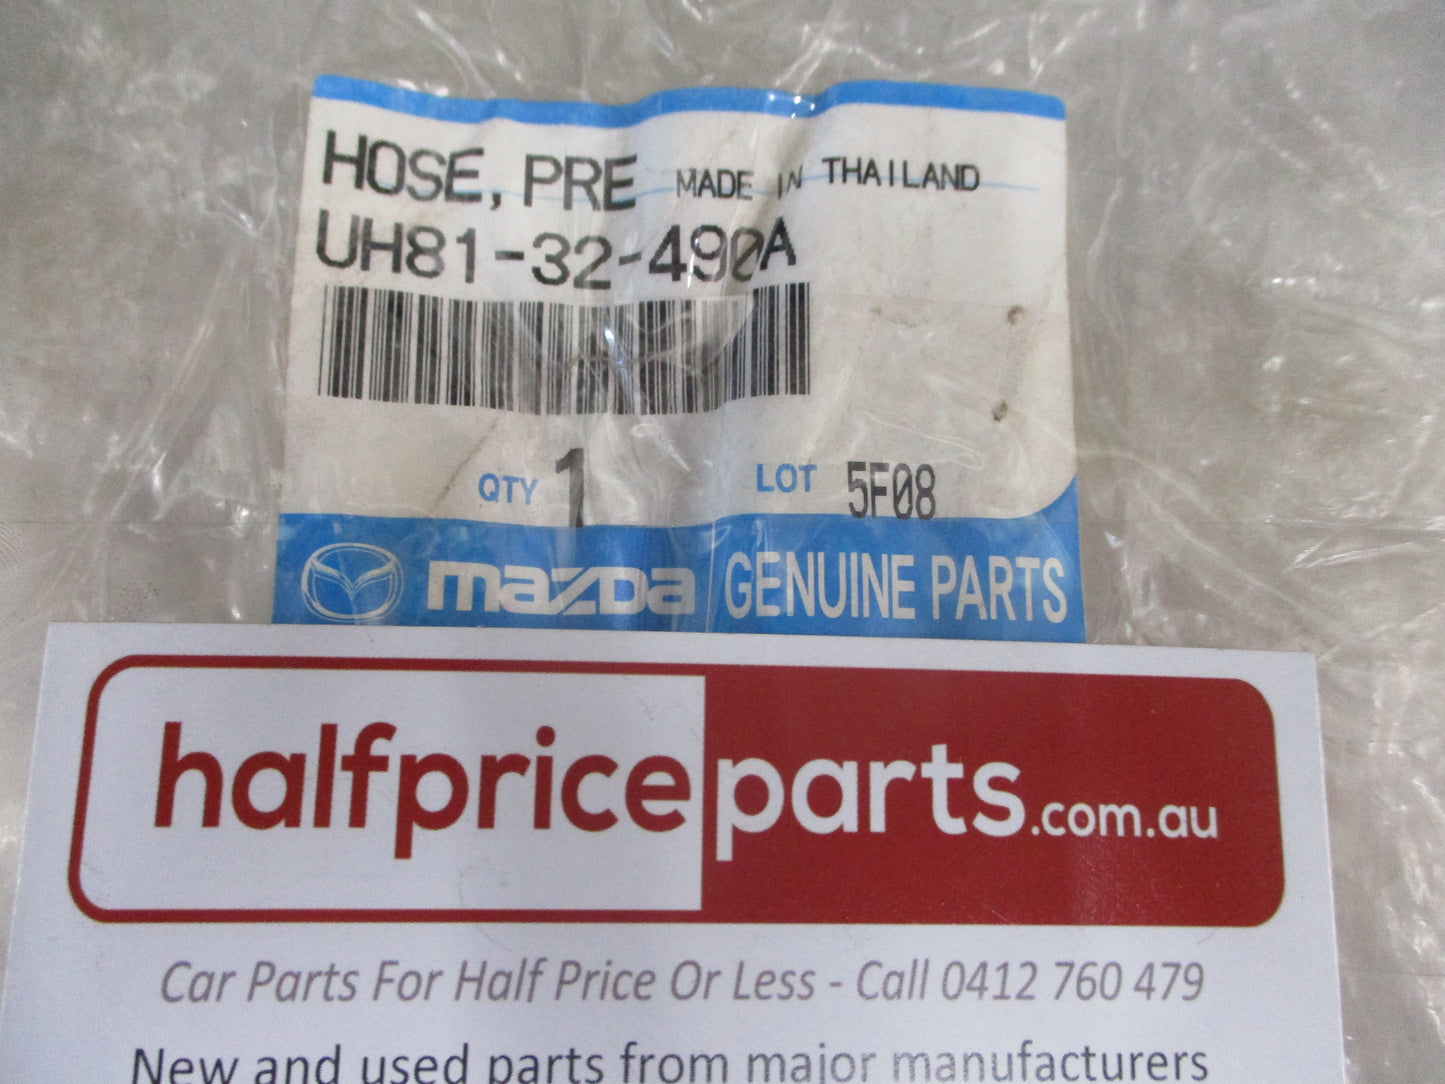 HOSE, PRE MADE IN THAILAND
UH81-32-490A
QTY 1 LOT 5F08
mazDa GENUINE PARTS
halfpriceparts.com.au
Car Parts For Half Price Or Less - Call 0412 760 479
New and used parts from major manufacturers